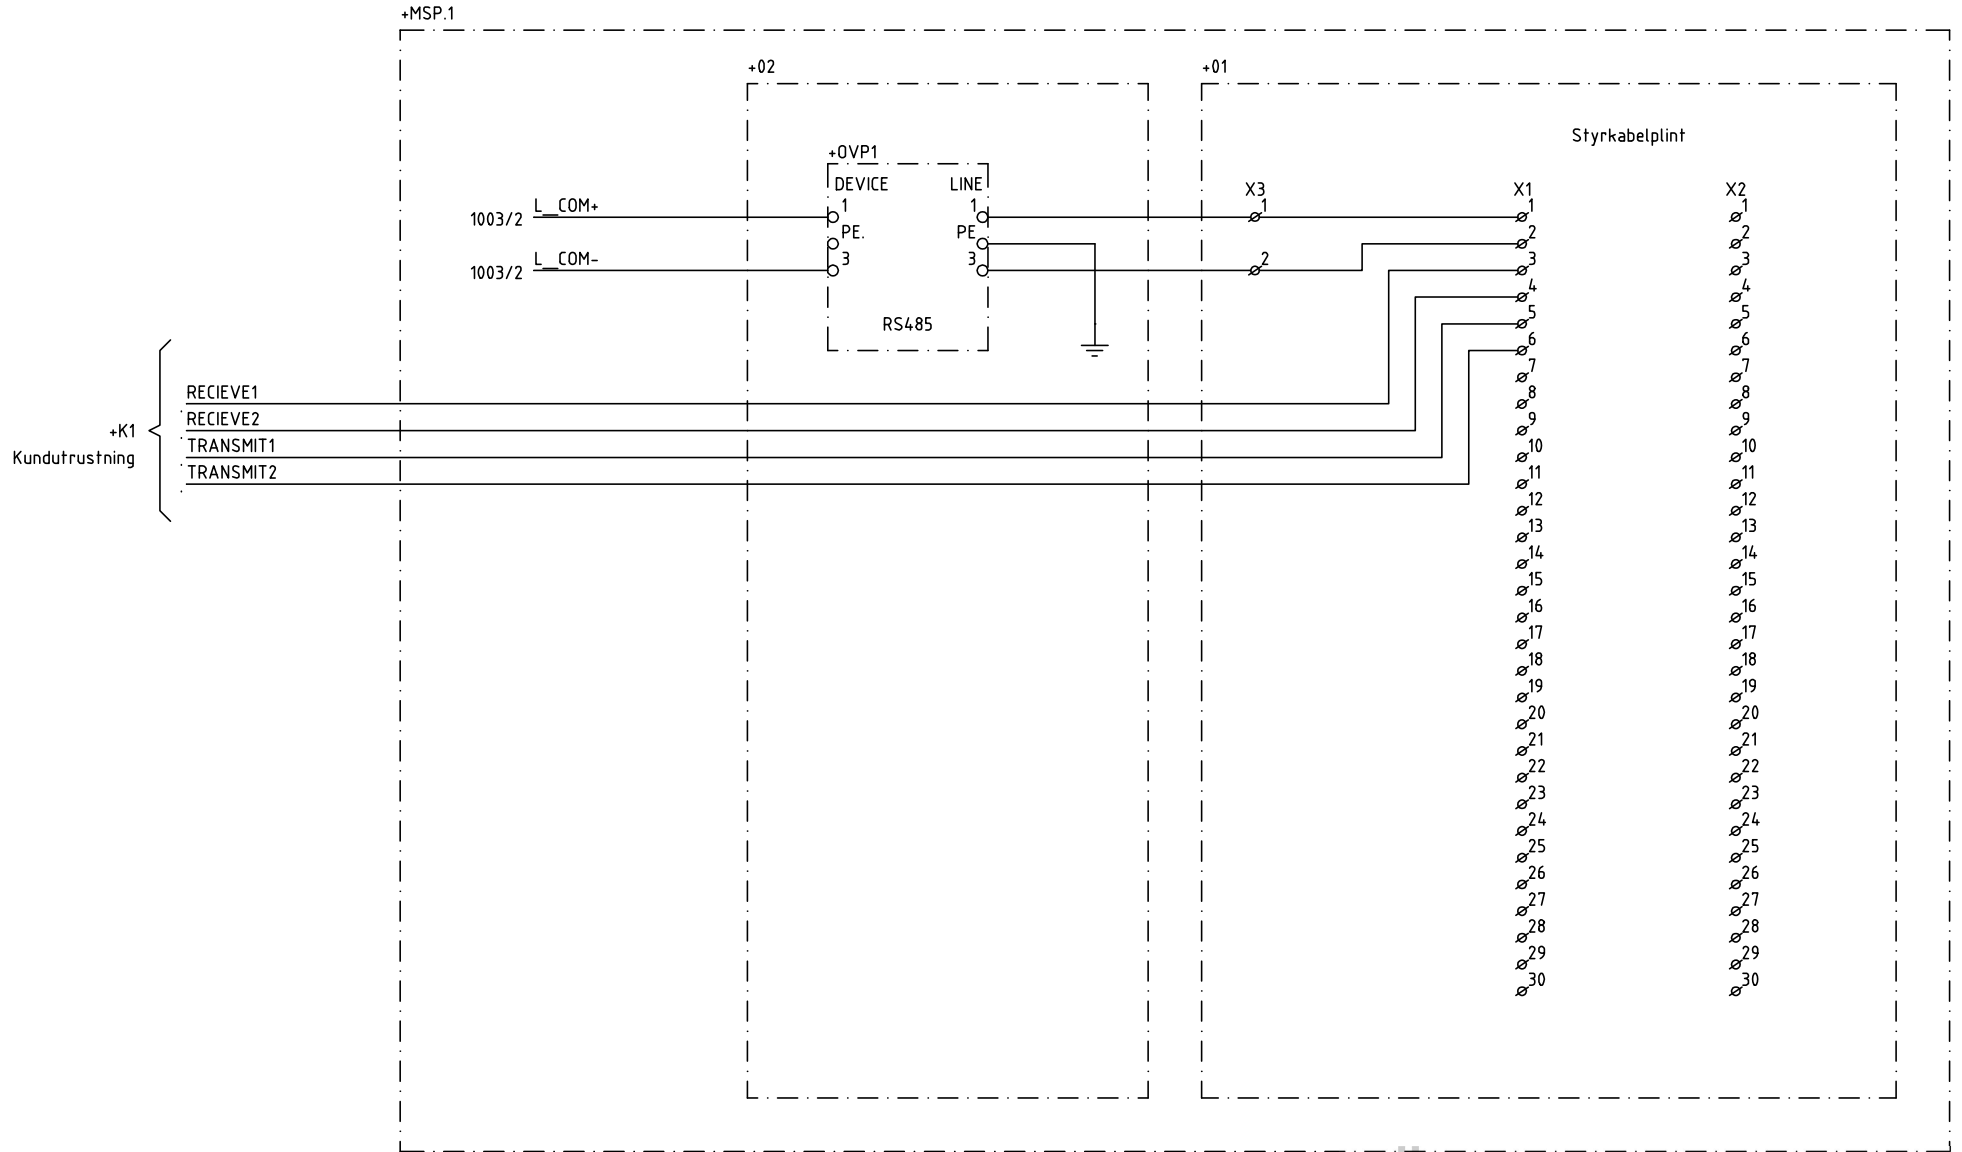 +MSP.1
+02
+01
Styrkabelplint
+OVP1
DEVICE LINE
X3 X1 X2
1003/2 L__COM+ 1 1 1 1 1
PE. PE 2 2
1003/2 L__COM- 3 3 2 3 3
4 4
RS485 5 5
6 6
7 7
RECIEVE1 8 8
+K1 RECIEVE2 9 9
Kundutrustning TRANSMIT1 10 10
TRANSMIT2 11 11
12 12
13 13
14 14
15 15
16 16
17 17
18 18
19 19
20 20
21 21
22 22
23 23
24 24
25 25
26 26
27 27
28 28
29 29
30 30